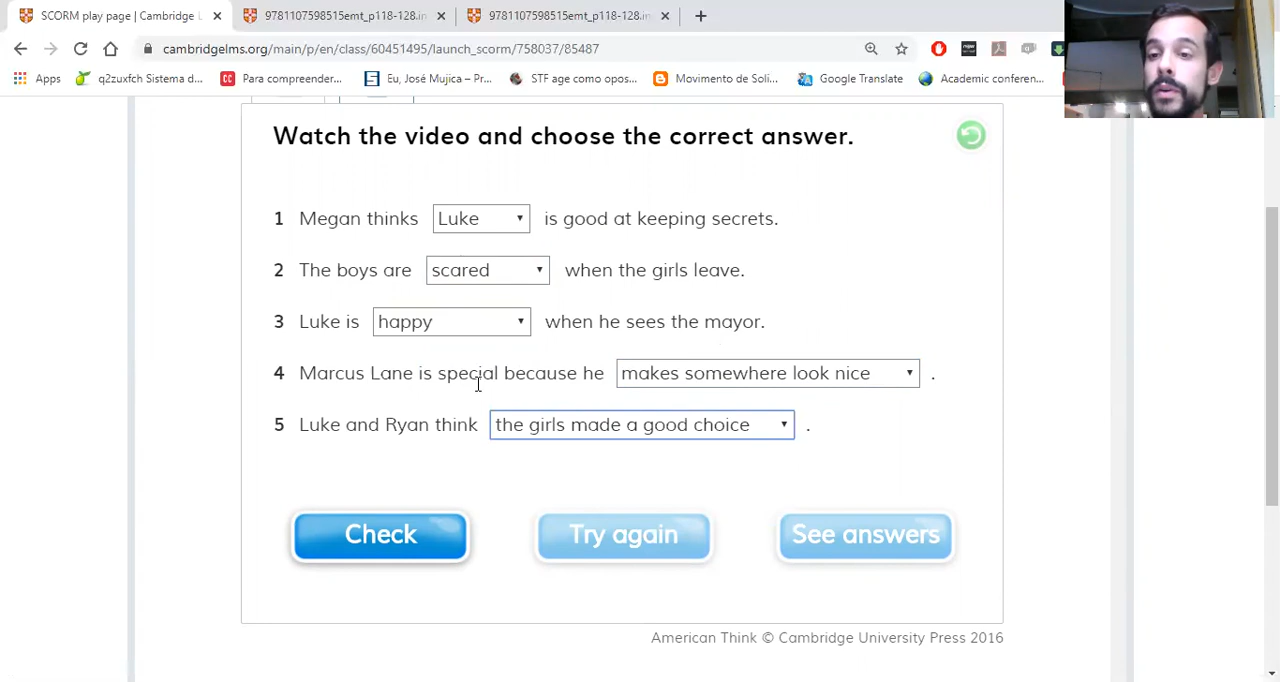 SCORM play page | Cambridge
9781107598515emt_p118-128.in
9781107598515emt_p118-128.in
cambridgelms.org/main/p/en/class/60451495/launch_scorm/758037/85487
Apps q2zuxfch Sistema d... Para compreender... Eu, José Mujica – Pr... STF age como opos... Movimento de Soli... Google Translate Academic conferen...
Watch the video and choose the correct answer.
1 Megan thinks Luke is good at keeping secrets.
2 The boys are scared when the girls leave.
3 Luke is happy when he sees the mayor.
4 Marcus Lane is special because he makes somewhere look nice .
5 Luke and Ryan think the girls made a good choice .
Check Try again See answers
American Think © Cambridge University Press 2016